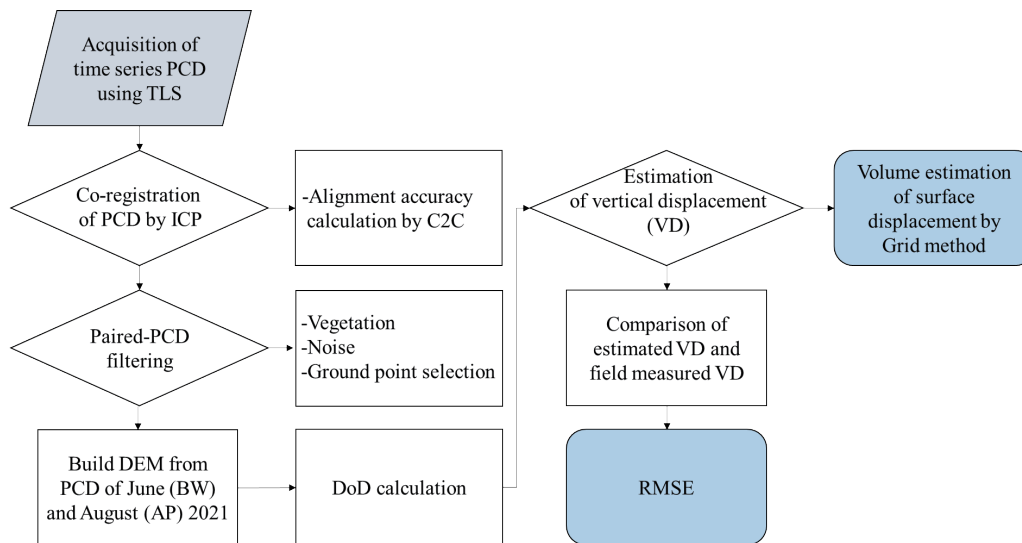 Acquisition of
time series PCD
using TLS
Co-registration
of PCD by ICP
-Alignment accuracy
calculation by C2C
Paired-PCD
filtering
-Vegetation
-Noise
-Ground point selection
Build DEM from
PCD of June (BW)
and August (AP) 2021
DoD calculation
Estimation
of vertical displacement
(VD)
Volume estimation
of surface
displacement by
Grid method
Comparison of
estimated VD and
field measured VD
RMSE